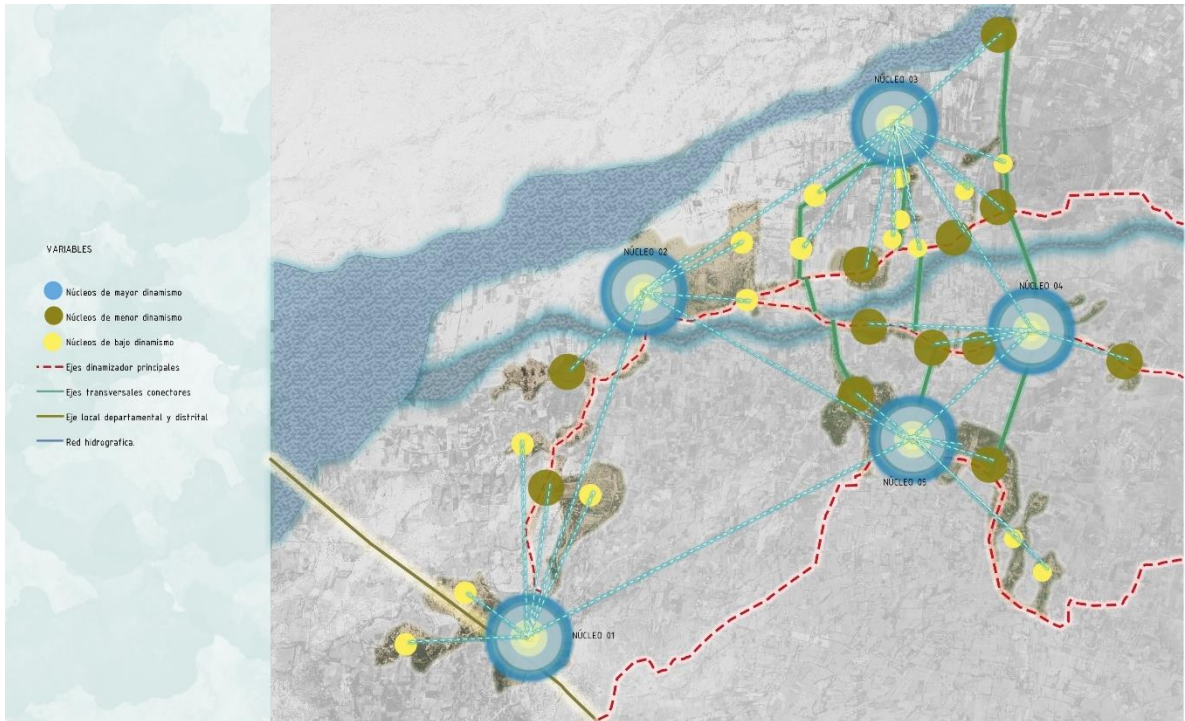 VARIABLES
Núcleos de mayor dinamismo
Núcleos de menor dinamismo
Núcleos de bajo dinamismo
Ejes dinamizador principales
Ejes transversales conectores
Eje local departamental y distrital
Red hidrografica.
NÚCLEO 03
NÚCLEO 02
NÚCLEO 04
NÚCLEO 05
NÚCLEO 01